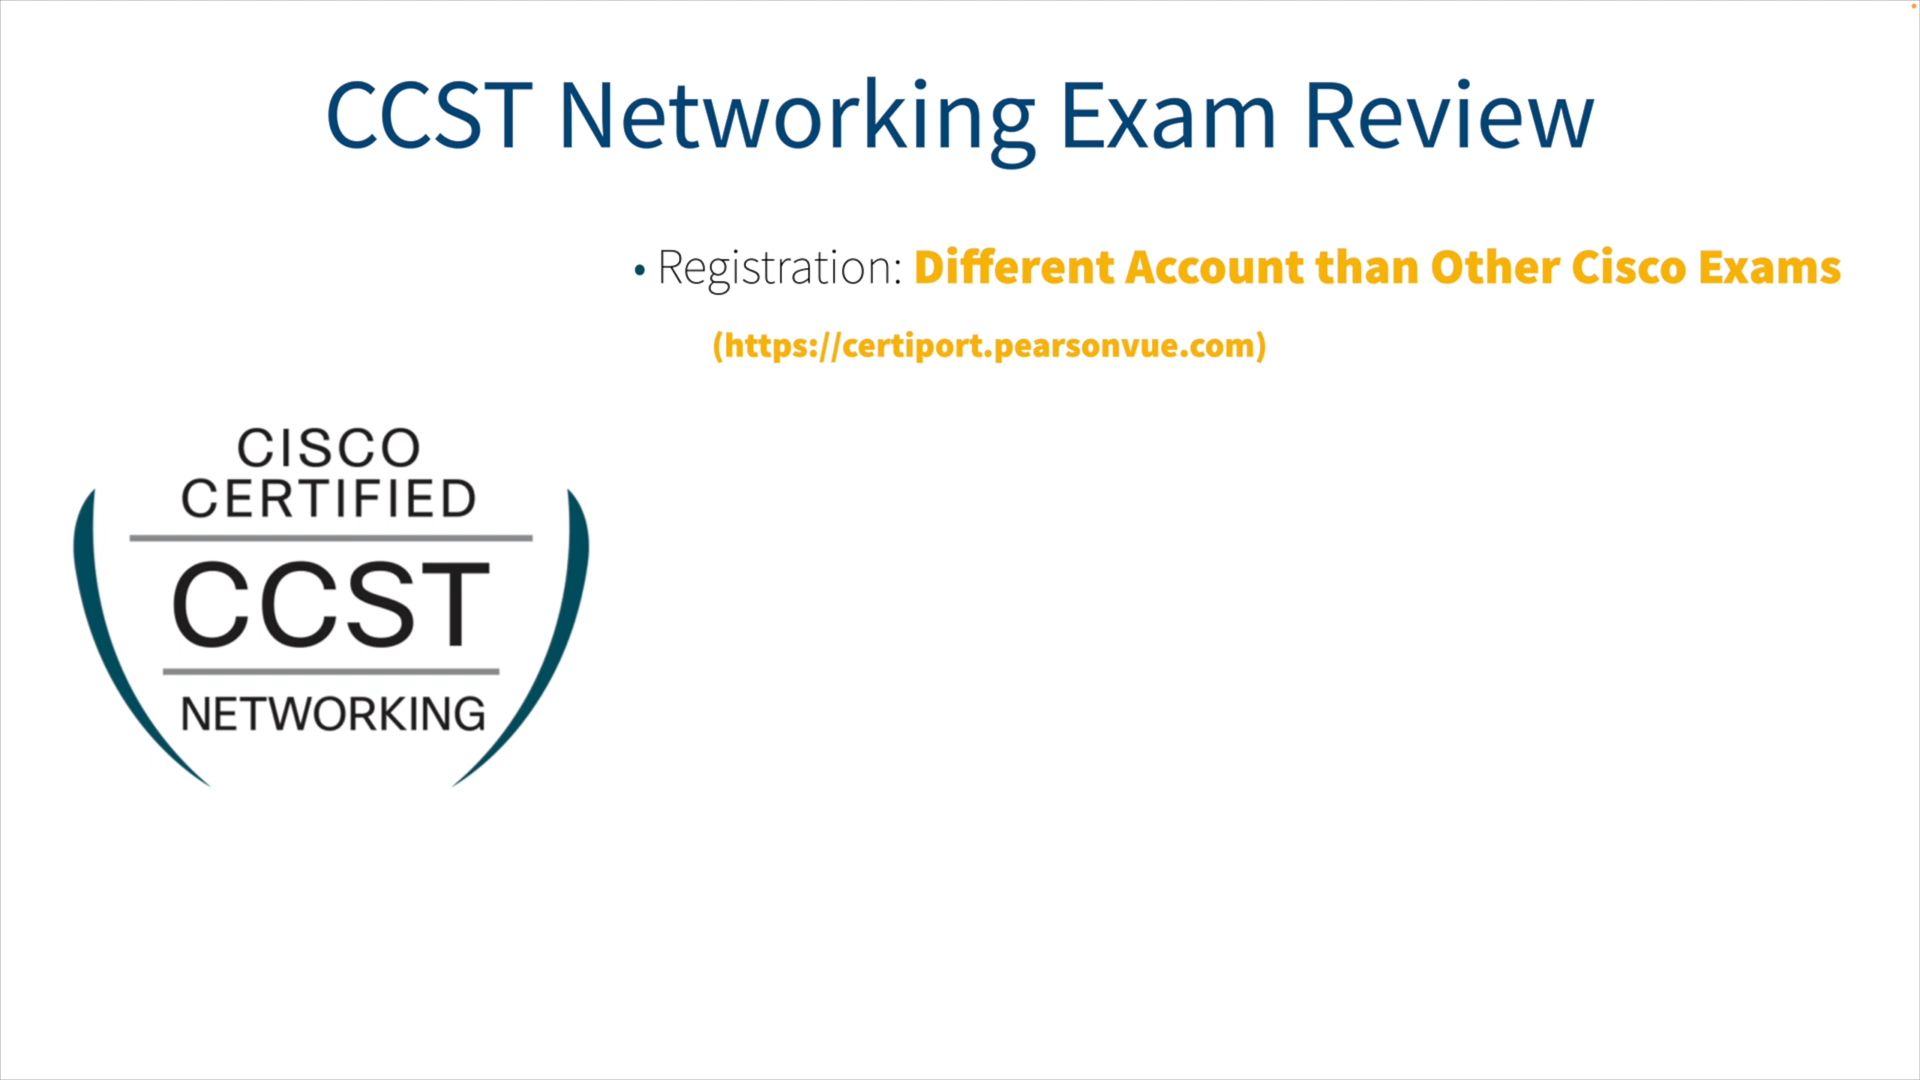 CCST Networking Exam Review
• Registration: Different Account than Other Cisco Exams
(https://certiport.pearsonvue.com)
CISCO
CERTIFIED
CCST
NETWORKING